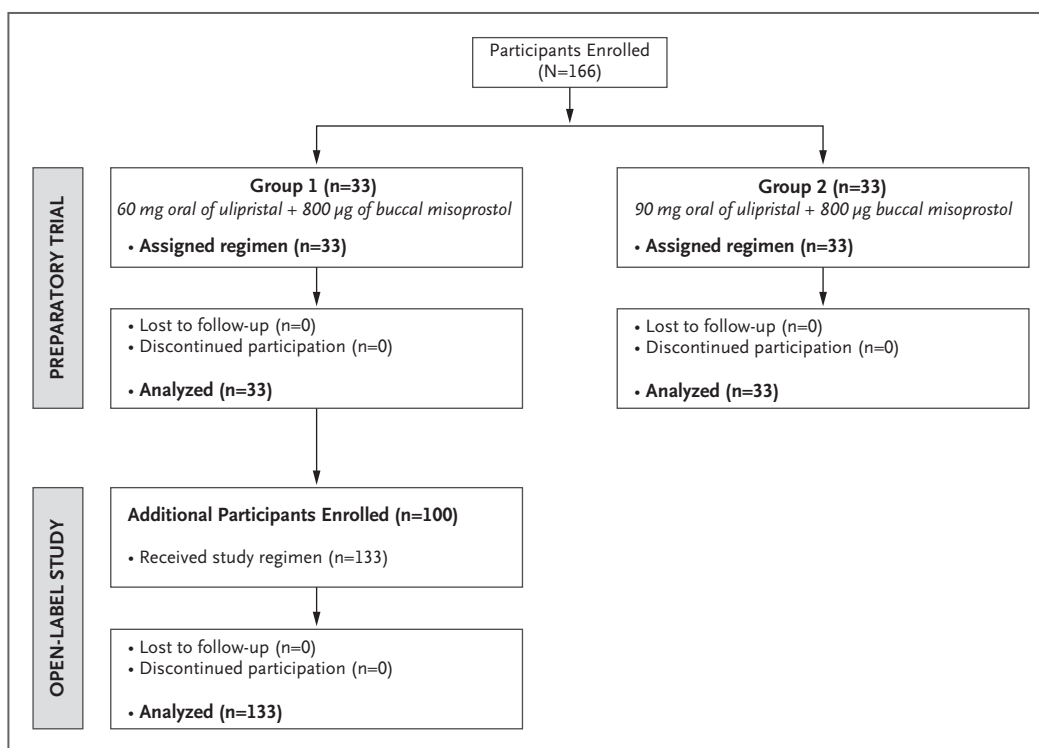 Participants Enrolled
(N=166)
PREPARATORY TRIAL
Group 1 (n=33)
60 mg oral of ulipristal + 800 µg of buccal misoprostol
• Assigned regimen (n=33)
Group 2 (n=33)
90 mg oral of ulipristal + 800 µg buccal misoprostol
• Assigned regimen (n=33)
• Lost to follow-up (n=0)
• Discontinued participation (n=0)
• Analyzed (n=33)
• Lost to follow-up (n=0)
• Discontinued participation (n=0)
• Analyzed (n=33)
OPEN-LABEL STUDY
Additional Participants Enrolled (n=100)
• Received study regimen (n=133)
• Lost to follow-up (n=0)
• Discontinued participation (n=0)
• Analyzed (n=133)